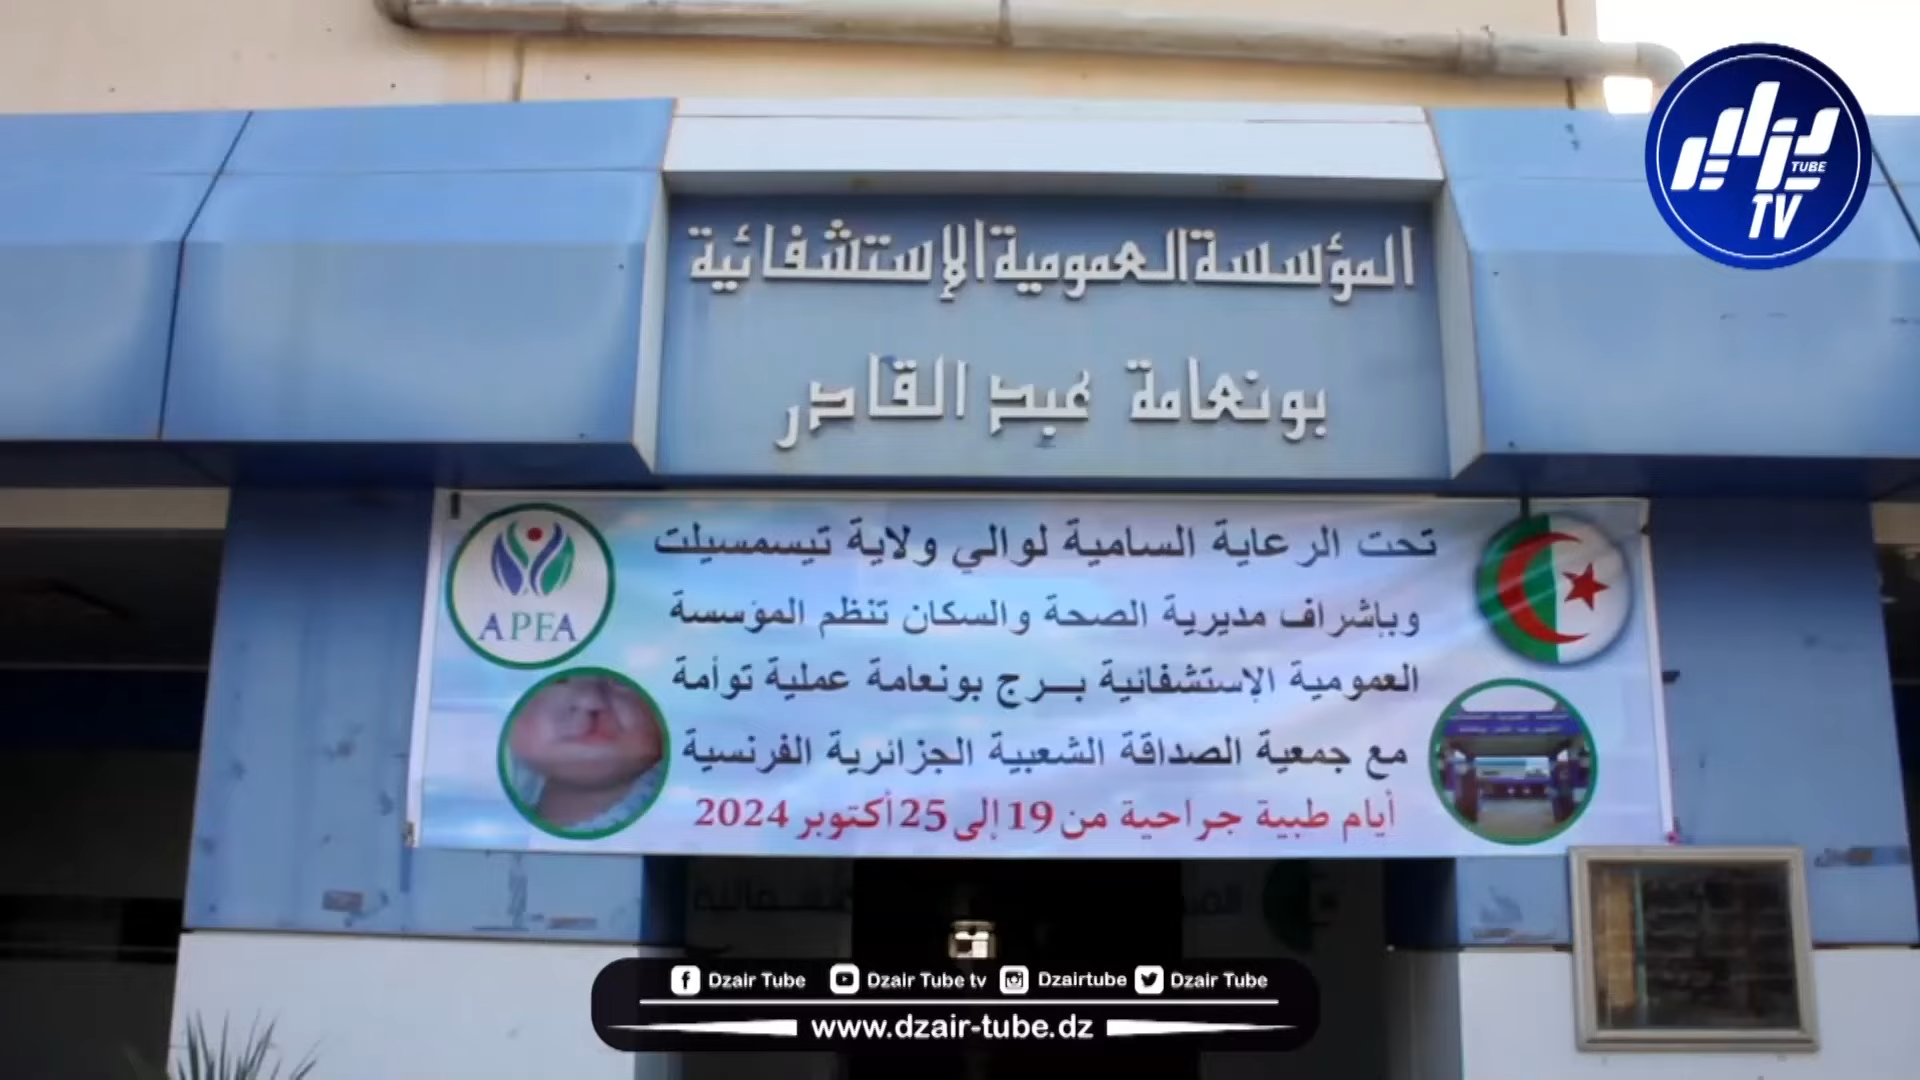 المؤسسة العمومية الإستشفائية
بونعامة عبد القادر
تحت الرعاية السامية لوالي ولاية تيسمسيلت
وبإشراف مديرية الصحة والسكان تنظم المؤسسة
العمومية الإستشفائية بـرج بونعامة عملية توأمة
مع جمعية الصداقة الشعبية الجزائرية الفرنسية
أيام طبية جراحية من 19 إلى 25 أكتوبر 2024
APFA
دزاير
TUBE
TV
Dzair Tube Dzair Tube tv Dzairtube Dzair Tube
www.dzair-tube.dz